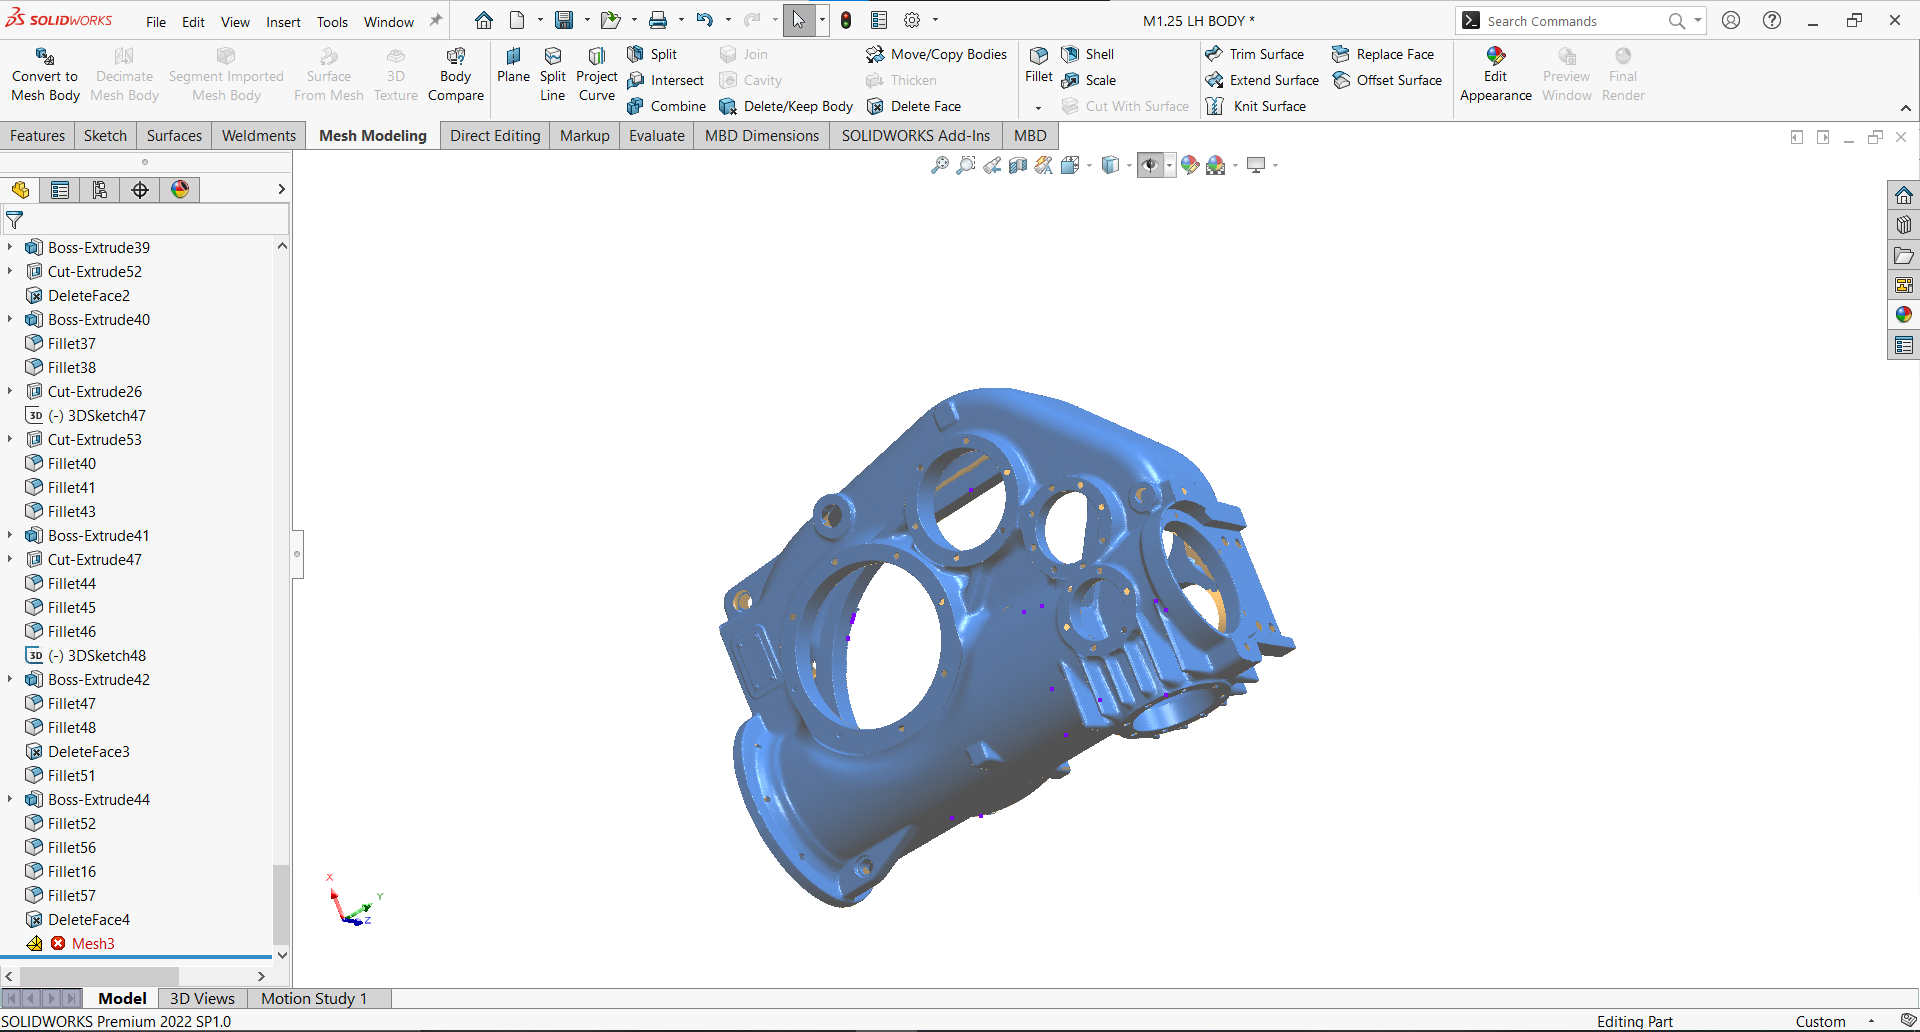 SOLIDWORKS File Edit View Insert Tools Window M1.25 LH BODY * Search Commands
Convert to Mesh Body
Decimate Mesh Body
Segment Imported Mesh Body
Surface From Mesh
3D Texture
Body Compare
Plane
Split Line
Project Curve
Split
Intersect
Combine
Join
Cavity
Delete/Keep Body
Move/Copy Bodies
Thicken
Delete Face
Fillet
Shell
Scale
Cut With Surface
Trim Surface
Extend Surface
Knit Surface
Replace Face
Offset Surface
Edit Appearance
Preview Window
Final Render
Features Sketch Surfaces Weldments Mesh Modeling Direct Editing Markup Evaluate MBD Dimensions SOLIDWORKS Add-Ins MBD
Boss-Extrude39
Cut-Extrude52
DeleteFace2
Boss-Extrude40
Fillet37
Fillet38
Cut-Extrude26
3D (-) 3DSketch47
Cut-Extrude53
Fillet40
Fillet41
Fillet43
Boss-Extrude41
Cut-Extrude47
Fillet44
Fillet45
Fillet46
3D (-) 3DSketch48
Boss-Extrude42
Fillet47
Fillet48
DeleteFace3
Fillet51
Boss-Extrude44
Fillet52
Fillet56
Fillet16
Fillet57
DeleteFace4
Mesh3
X
Y
Z
Model 3D Views Motion Study 1
SOLIDWORKS Premium 2022 SP1.0 Editing Part Custom